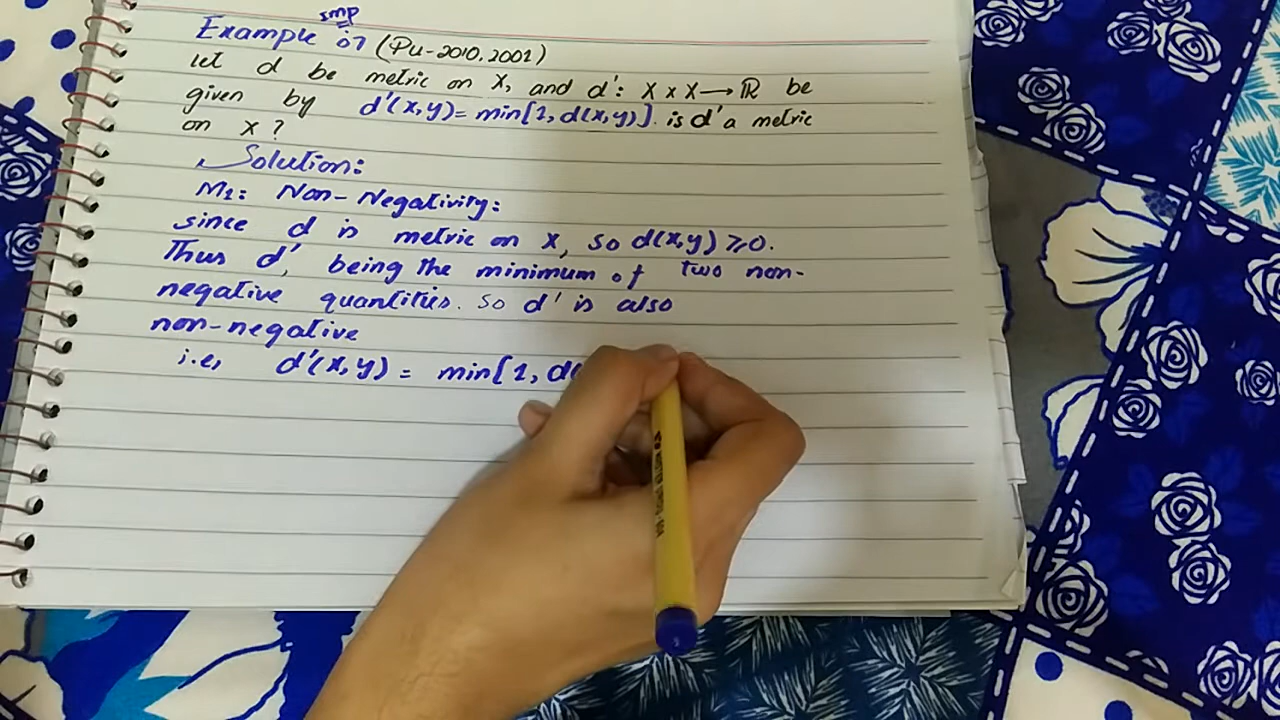 imp
Example 07 (PU-2010,2001)
let d be metric on X, and d': X x X → ℝ be
given by d'(x,y) = min[1, d(x,y)]. is d' a metric
on X ?
Solution:
M1: Non-Negativity:
since d is metric on X, so d(x,y) ≥ 0.
Thus d', being the minimum of two non-
negative quantities. So d' is also
non-negative
i.e, d'(x,y) = min[1, d(